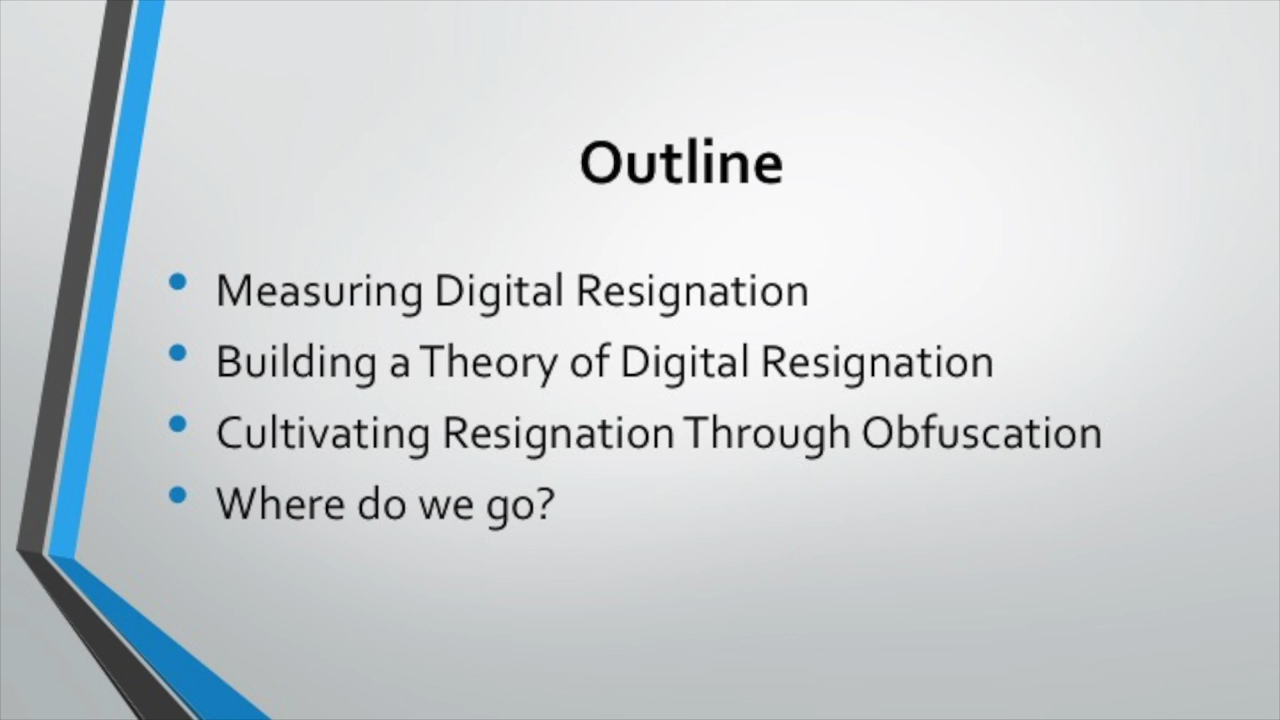 Outline
• Measuring Digital Resignation
• Building a Theory of Digital Resignation
• Cultivating Resignation Through Obfuscation
• Where do we go?